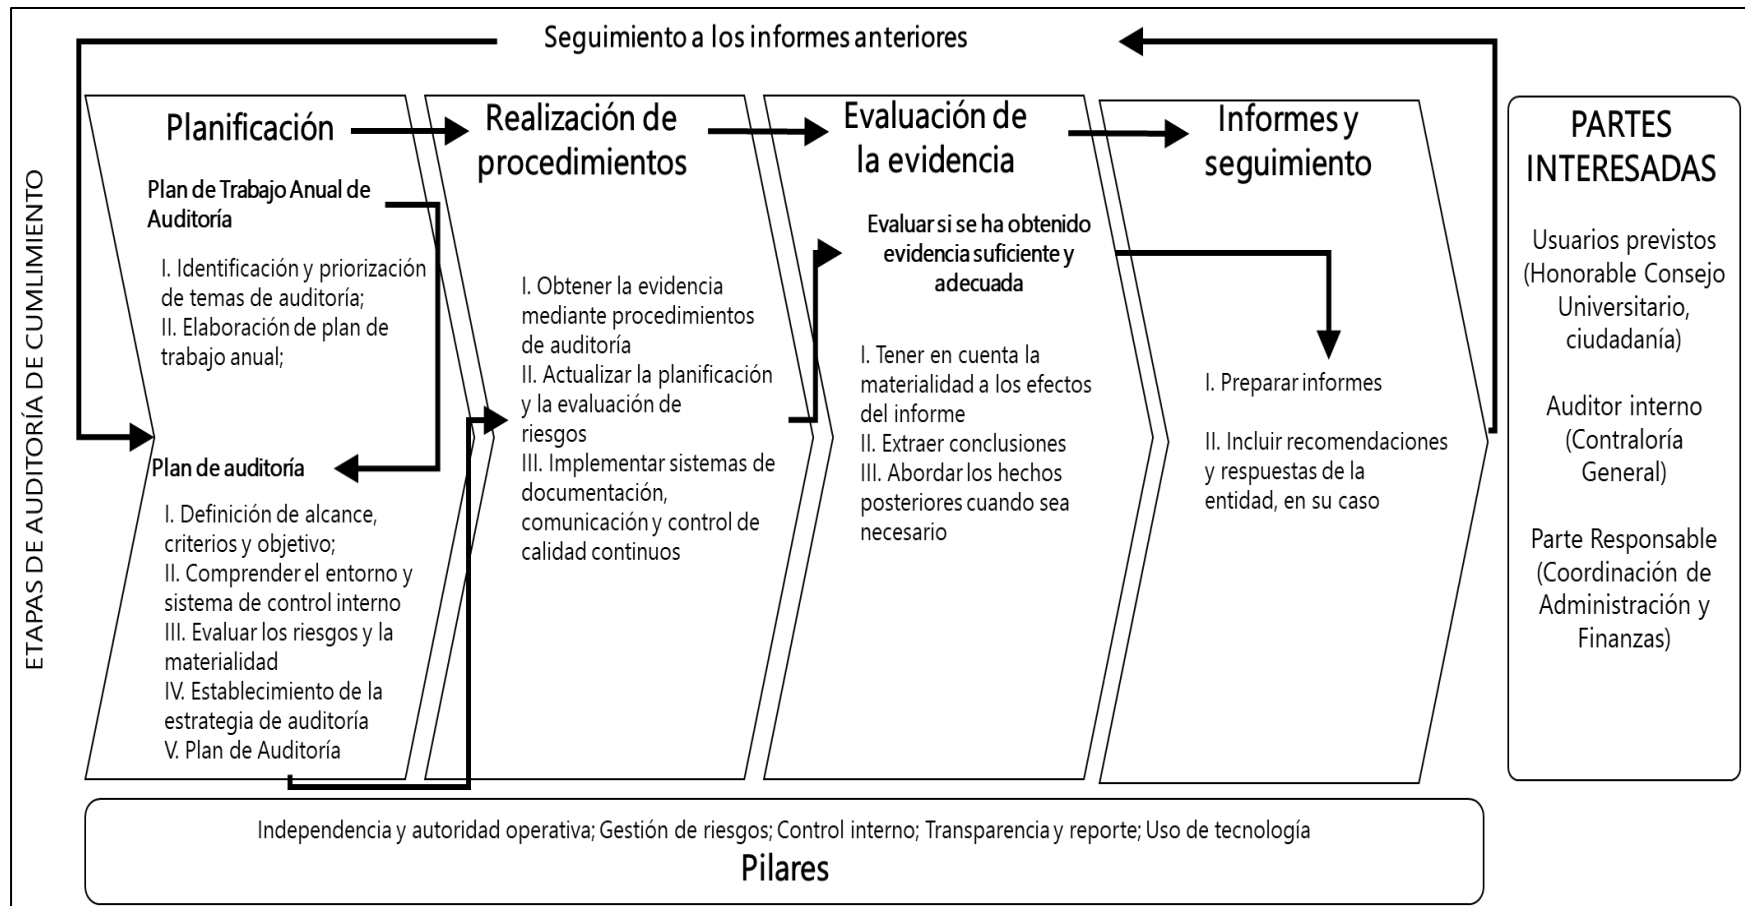 Seguimiento a los informes anteriores
ETAPAS DE AUDITORÍA DE CUMLIMIENTO
Planificación
Plan de Trabajo Anual de
Auditoría
I. Identificación y priorización
de temas de auditoría;
II. Elaboración de plan de
trabajo anual;
Plan de auditoría
I. Definición de alcance,
criterios y objetivo;
II. Comprender el entorno y
sistema de control interno
III. Evaluar los riesgos y la
materialidad
IV. Establecimiento de la
estrategia de auditoría
V. Plan de Auditoría
Realización de
procedimientos
I. Obtener la evidencia
mediante procedimientos
de auditoría
II. Actualizar la planificación
y la evaluación de
riesgos
III. Implementar sistemas de
documentación,
comunicación y control de
calidad continuos
Evaluación de
la evidencia
Evaluar si se ha obtenido
evidencia suficiente y
adecuada
I. Tener en cuenta la
materialidad a los efectos
del informe
II. Extraer conclusiones
III. Abordar los hechos
posteriores cuando sea
necesario
Informes y
seguimiento
I. Preparar informes
II. Incluir recomendaciones
y respuestas de la
entidad, en su caso
PARTES
INTERESADAS
Usuarios previstos
(Honorable Consejo
Universitario,
ciudadanía)
Auditor interno
(Contraloría
General)
Parte Responsable
(Coordinación de
Administración y
Finanzas)
Independencia y autoridad operativa; Gestión de riesgos; Control interno; Transparencia y reporte; Uso de tecnología
Pilares